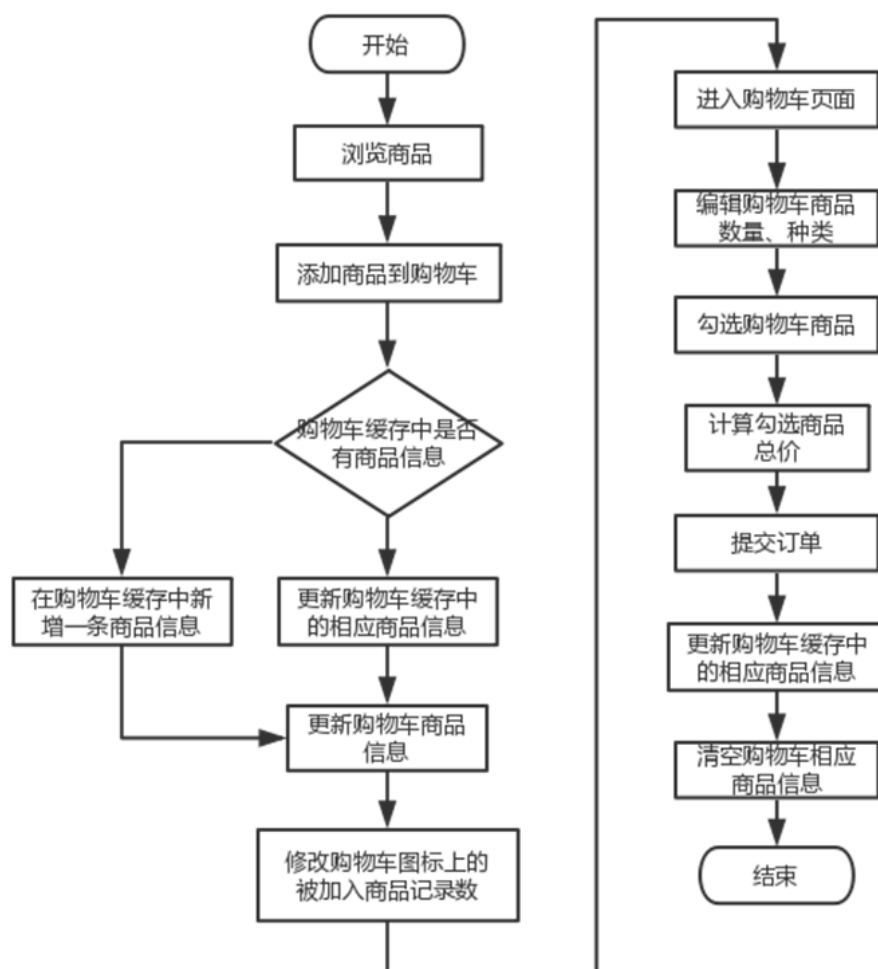 开始
浏览商品
添加商品到购物车
购物车缓存中是否
有商品信息
在购物车缓存中新
增一条商品信息
更新购物车缓存中
的相应商品信息
更新购物车商品
信息
修改购物车图标上的
被加入商品记录数
进入购物车页面
编辑购物车商品
数量、种类
勾选购物车商品
计算勾选商品
总价
提交订单
更新购物车缓存中
的相应商品信息
清空购物车相应
商品信息
结束